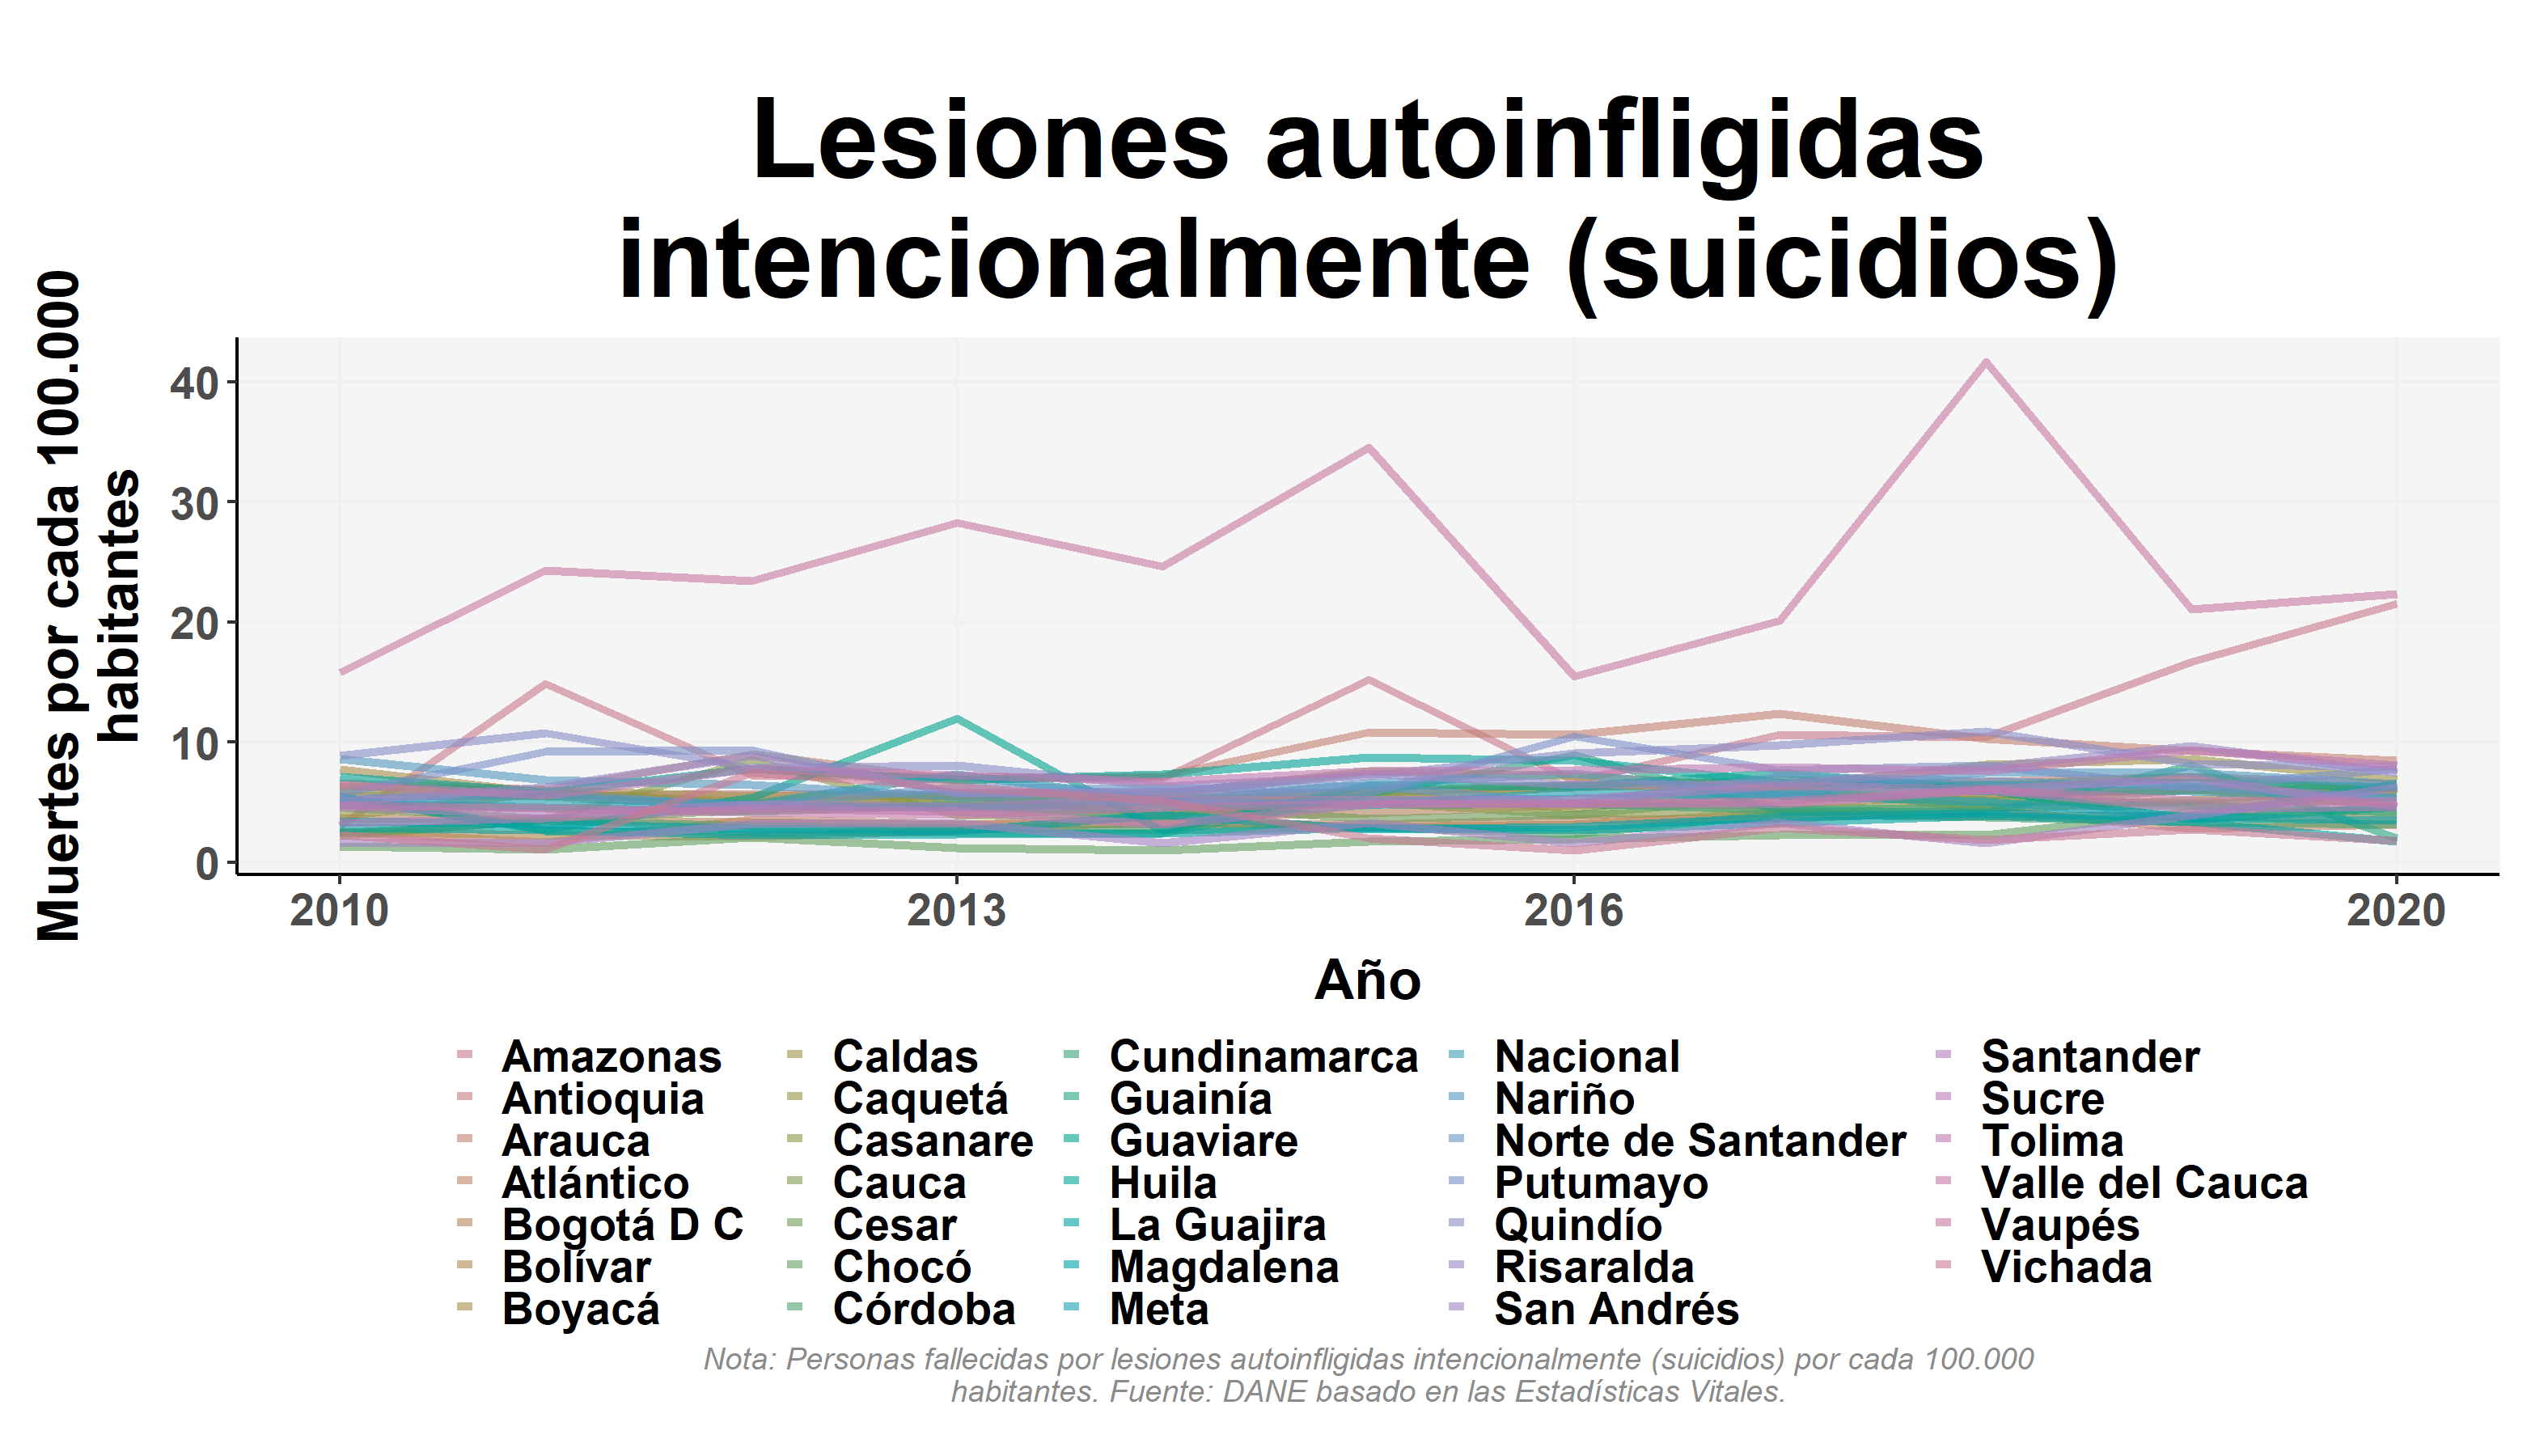 Lesiones autoinfligidas
intencionalmente (suicidios)
Muertes por cada 100.000
habitantes
40
30
20
10
0
2010 2013 2016 2020
Año
Amazonas Caldas Cundinamarca Nacional Santander
Antioquia Caquetá Guainía Nariño Sucre
Arauca Casanare Guaviare Norte de Santander Tolima
Atlántico Cauca Huila Putumayo Valle del Cauca
Bogotá D C Cesar La Guajira Quindío Vaupés
Bolívar Chocó Magdalena Risaralda Vichada
Boyacá Córdoba Meta San Andrés
Nota: Personas fallecidas por lesiones autoinfligidas intencionalmente (suicidios) por cada 100.000
habitantes. Fuente: DANE basado en las Estadísticas Vitales.